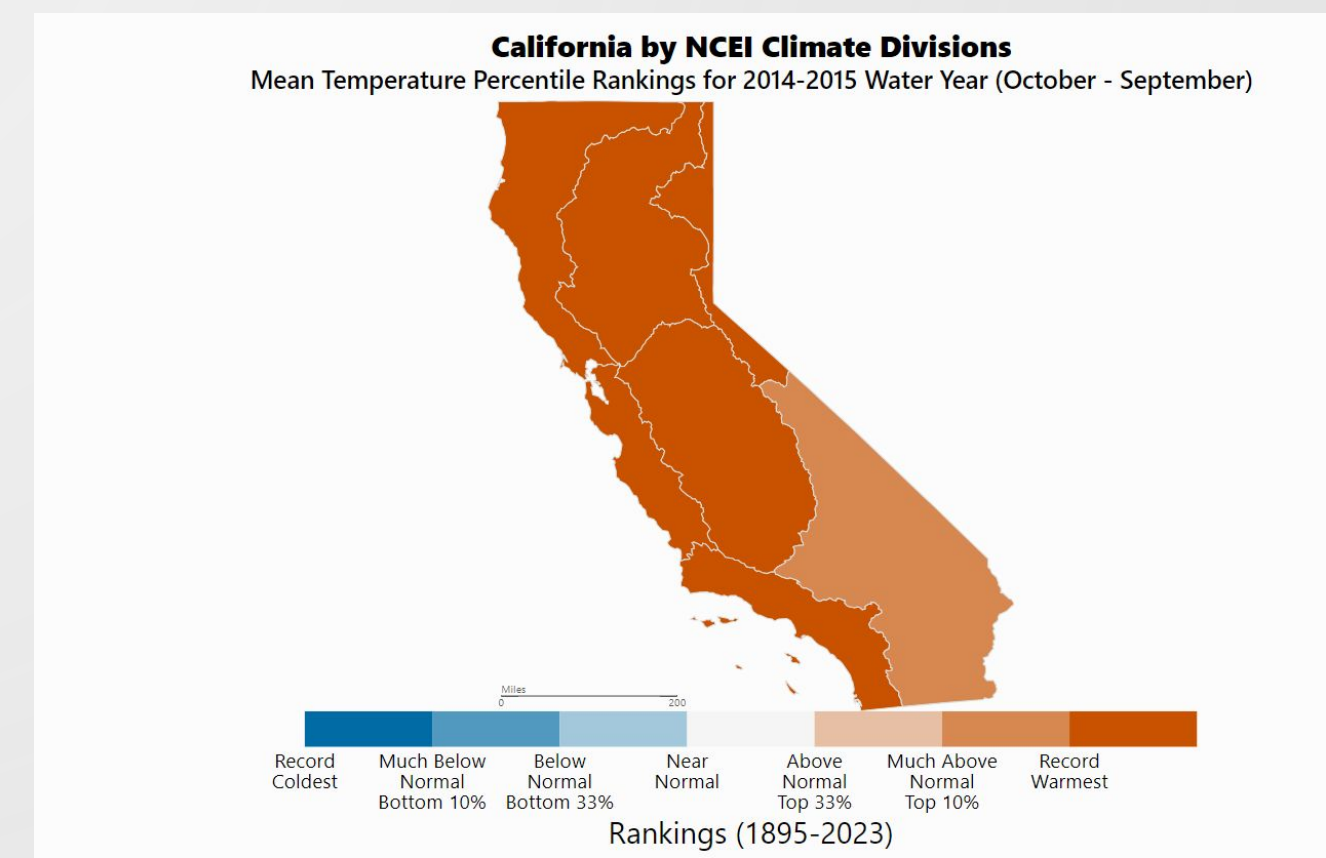 California by NCEI Climate Divisions
Mean Temperature Percentile Rankings for 2014-2015 Water Year (October - September)
Miles
0 200
Record Coldest
Much Below Normal Bottom 10%
Below Normal Bottom 33%
Near Normal
Above Normal Top 33%
Much Above Normal Top 10%
Record Warmest
Rankings (1895-2023)